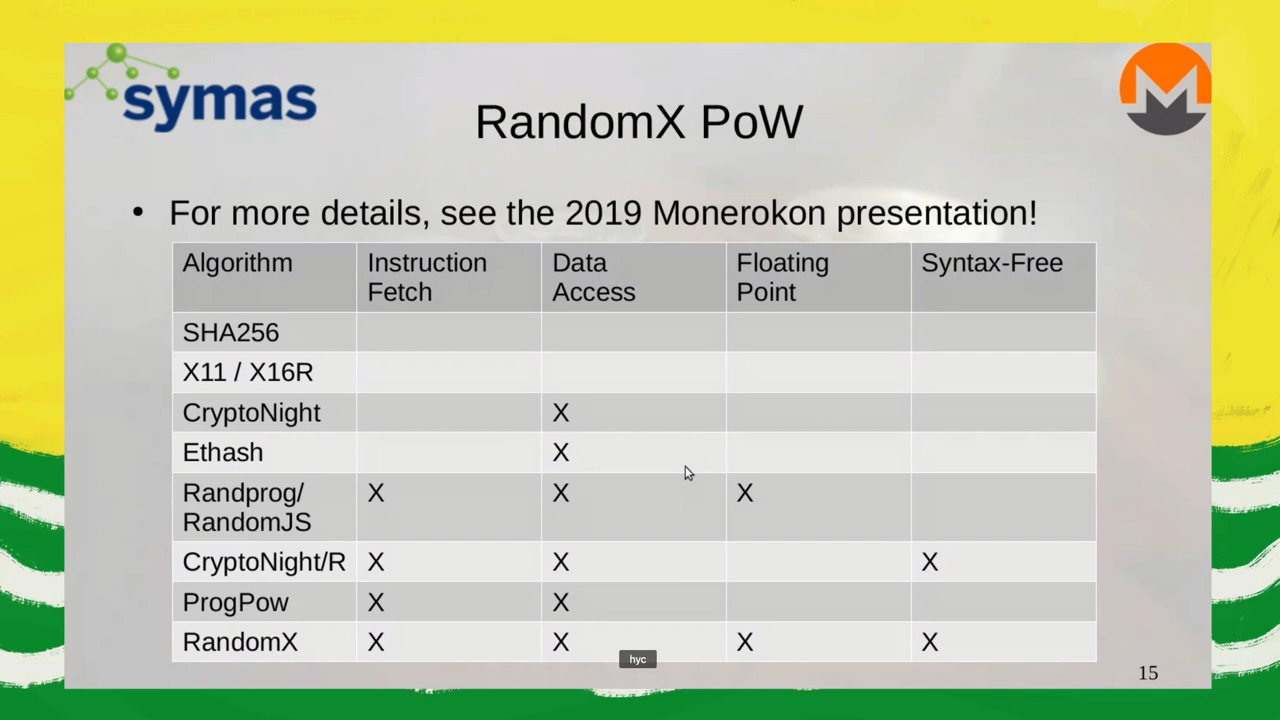 symas
RandomX PoW
• For more details, see the 2019 Monerokon presentation!
Algorithm Instruction Fetch Data Access Floating Point Syntax-Free
SHA256
X11 / X16R
CryptoNight X
Ethash X
Randprog/ RandomJS X X X
CryptoNight/R X X X
ProgPow X X
RandomX X X X X
hyc
15